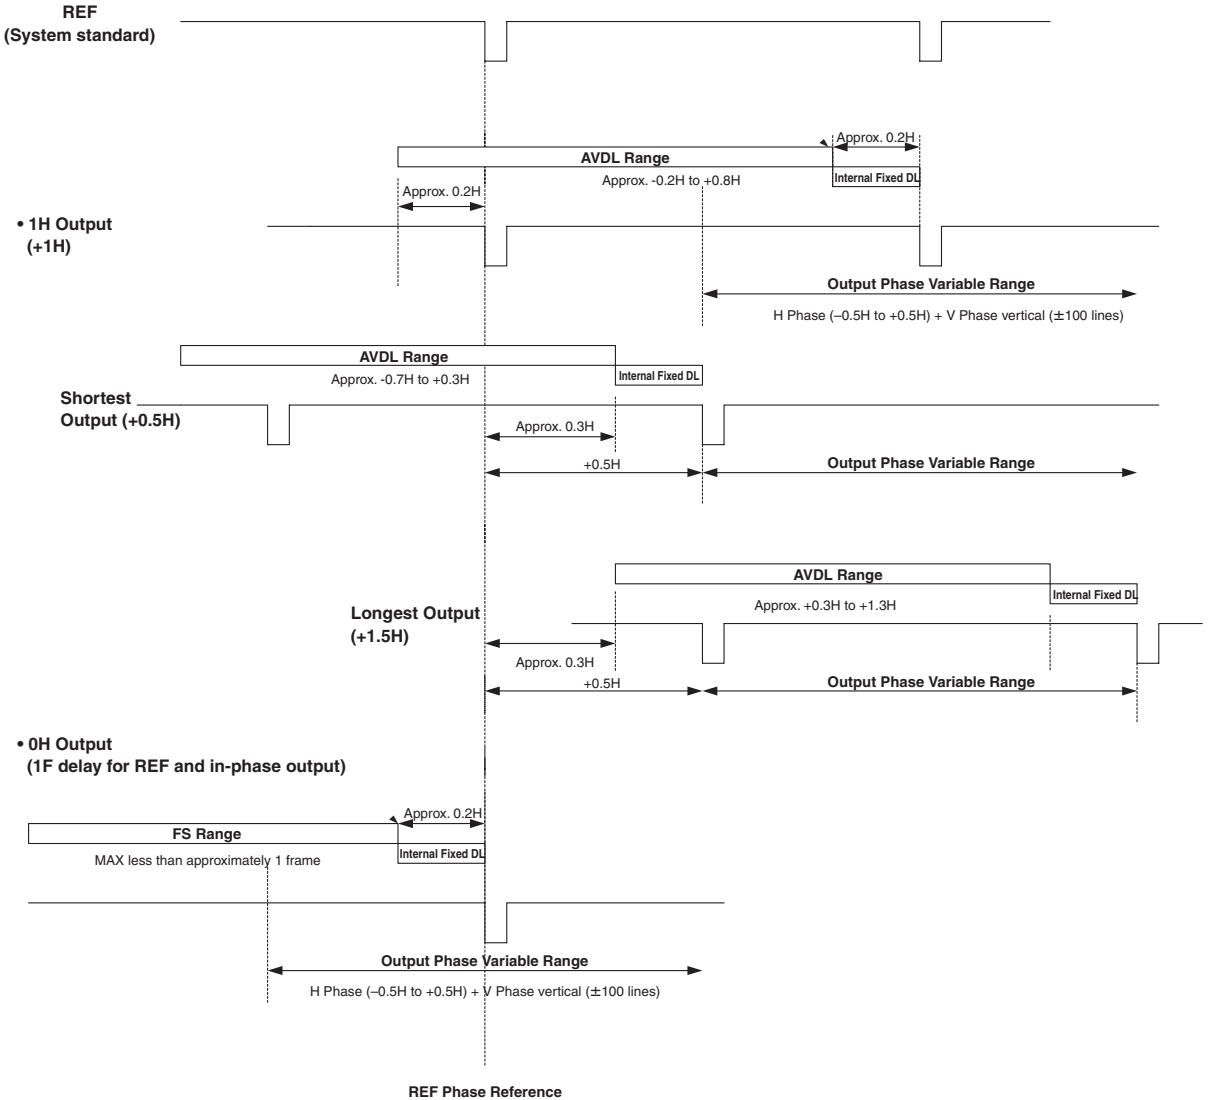 REF
(System standard)
Approx. 0.2H
AVDL Range
Internal Fixed DL
Approx. -0.2H to +0.8H
Approx. 0.2H
• 1H Output
(+1H)
Output Phase Variable Range
H Phase (–0.5H to +0.5H) + V Phase vertical (±100 lines)
AVDL Range
Internal Fixed DL
Approx. -0.7H to +0.3H
Shortest
Output (+0.5H)
Approx. 0.3H
+0.5H
Output Phase Variable Range
AVDL Range
Internal Fixed DL
Approx. +0.3H to +1.3H
Longest Output
(+1.5H)
Approx. 0.3H
+0.5H
Output Phase Variable Range
• 0H Output
(1F delay for REF and in-phase output)
Approx. 0.2H
FS Range
Internal Fixed DL
MAX less than approximately 1 frame
Output Phase Variable Range
H Phase (–0.5H to +0.5H) + V Phase vertical (±100 lines)
REF Phase Reference